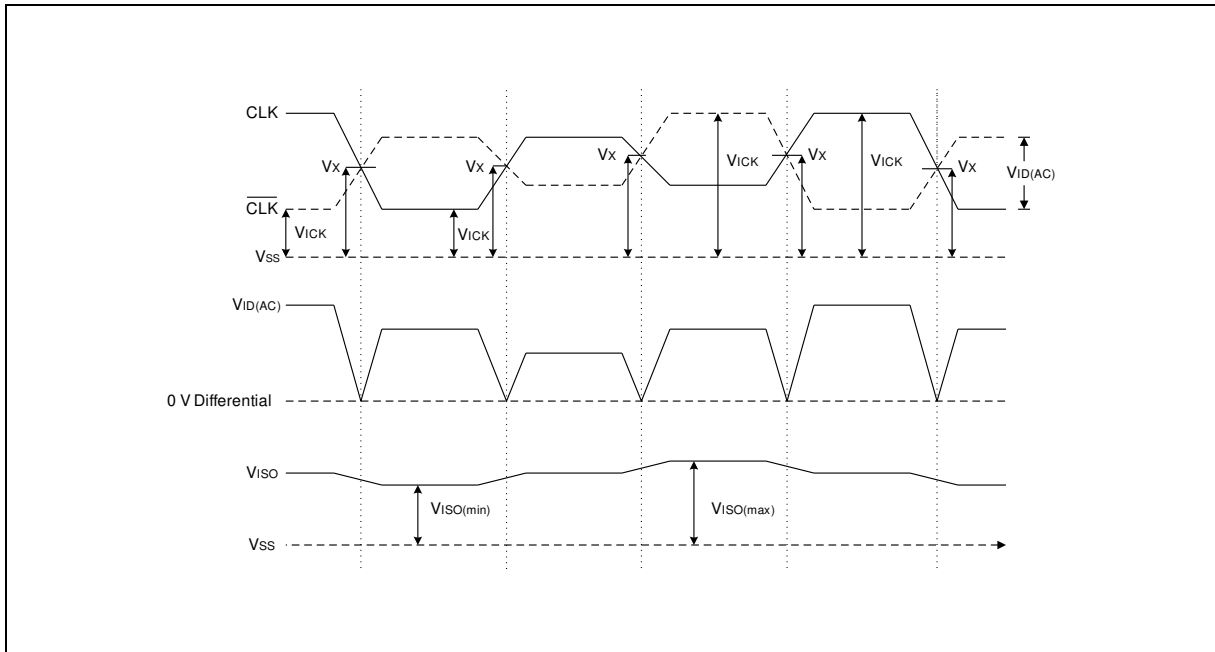 CLK
VX VX VX VX VX
VICK VICK
VID(AC)
C̅L̅K̅
VICK VICK
VSS
VID(AC)
0 V Differential
VISO
VISO(min) VISO(max)
VSS